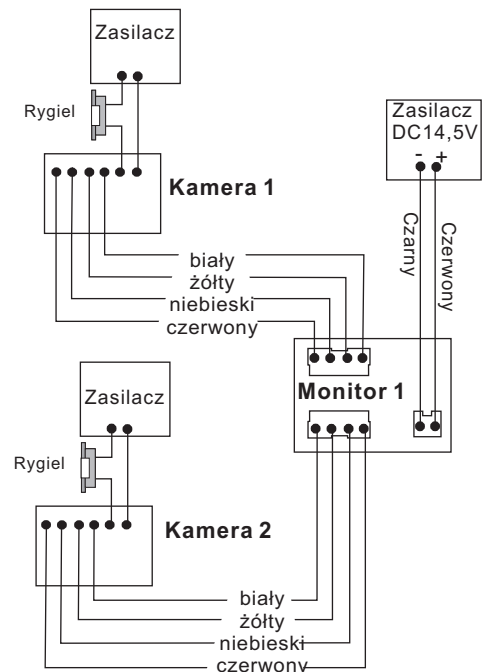 Zasilacz
Rygiel
Kamera 1
Zasilacz
DC14,5V
- +
Czarny
Czerwony
biały
żółty
niebieski
czerwony
Monitor 1
Zasilacz
Rygiel
Kamera 2
biały
żółty
niebieski
czerwony